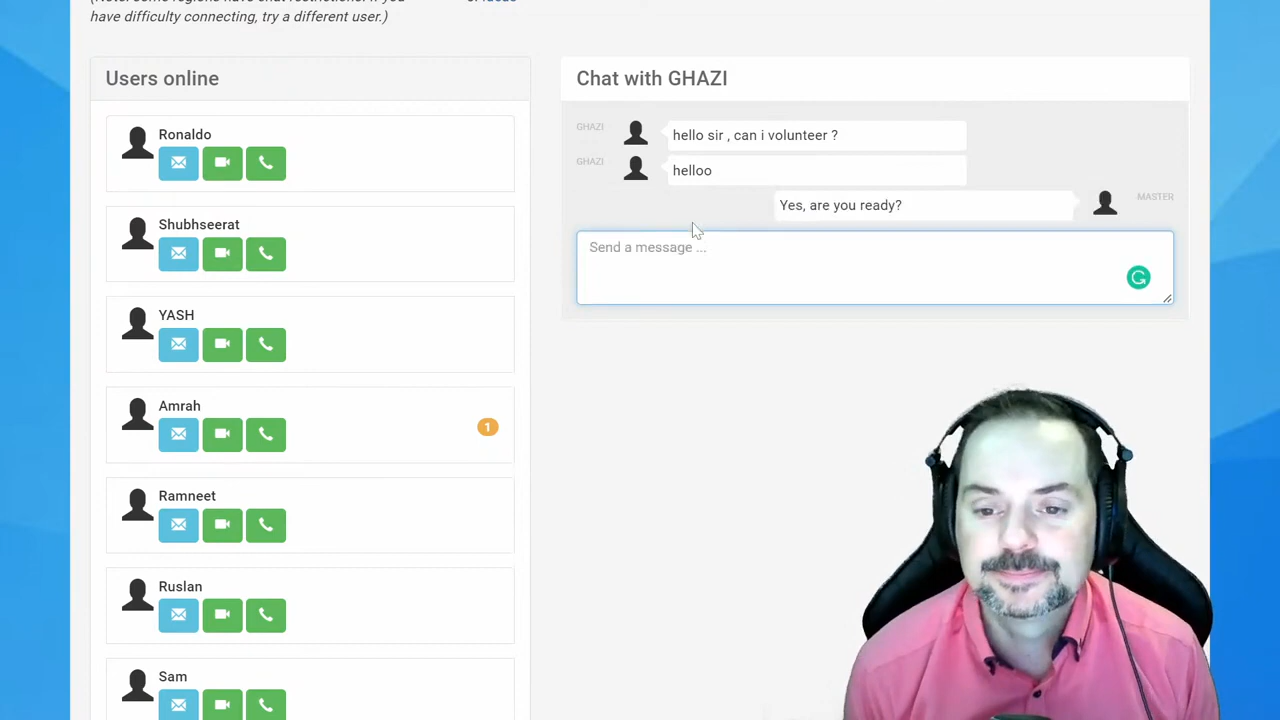 have difficulty connecting, try a different user.)
Users online
Ronaldo
Shubhseerat
YASH
Amrah
1
Ramneet
Ruslan
Sam
Chat with GHAZI
GHAZI
hello sir , can i volunteer ?
GHAZI
helloo
Yes, are you ready?
MASTER
Send a message ...